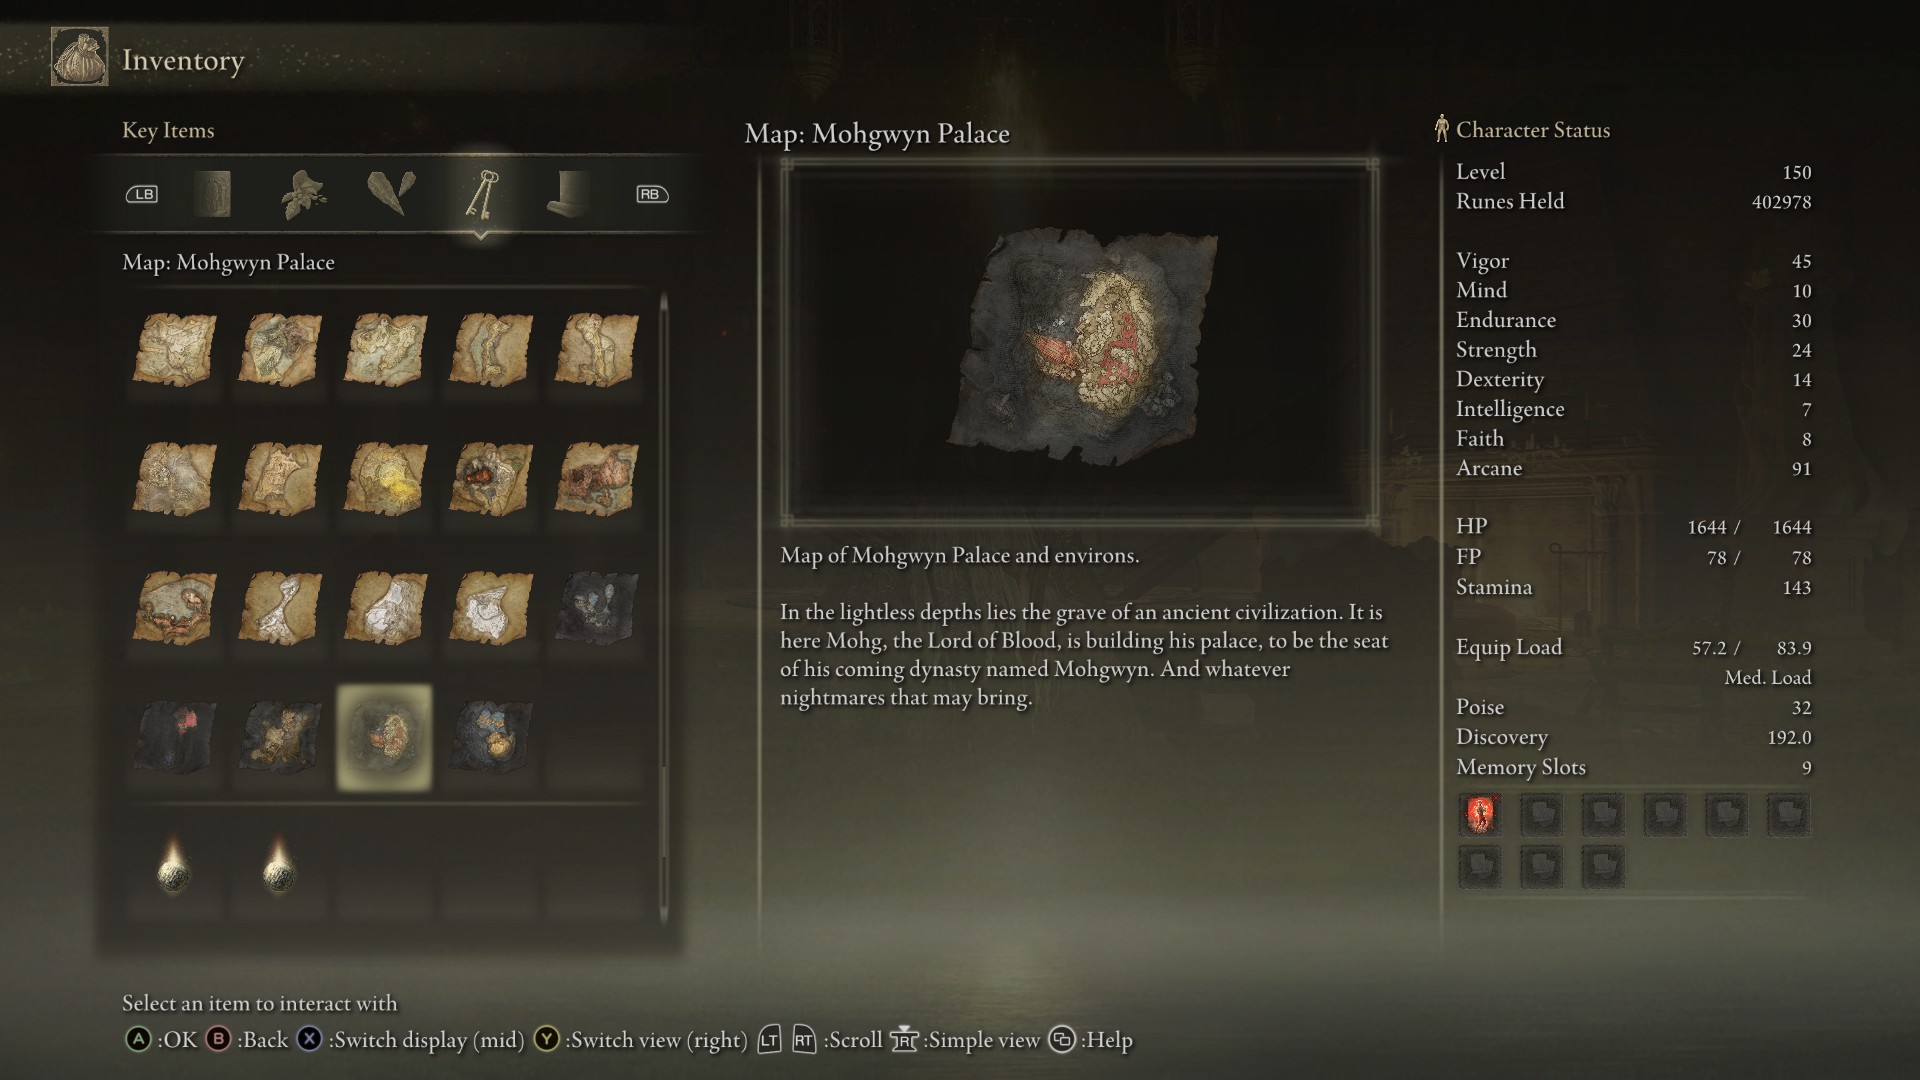 Inventory
Key Items
LB
RB
Map: Mohgwyn Palace
Map: Mohgwyn Palace
Map of Mohgwyn Palace and environs.
In the lightless depths lies the grave of an ancient civilization. It is
here Mohg, the Lord of Blood, is building his palace, to be the seat
of his coming dynasty named Mohgwyn. And whatever
nightmares that may bring.
Character Status
Level 150
Runes Held 402978
Vigor 45
Mind 10
Endurance 30
Strength 24
Dexterity 14
Intelligence 7
Faith 8
Arcane 91
HP 1644 / 1644
FP 78 / 78
Stamina 143
Equip Load 57.2 / 83.9
Med. Load
Poise 32
Discovery 192.0
Memory Slots 9
Select an item to interact with
A :OK B :Back X :Switch display (mid) Y :Switch view (right) LT RT :Scroll R :Simple view :Help